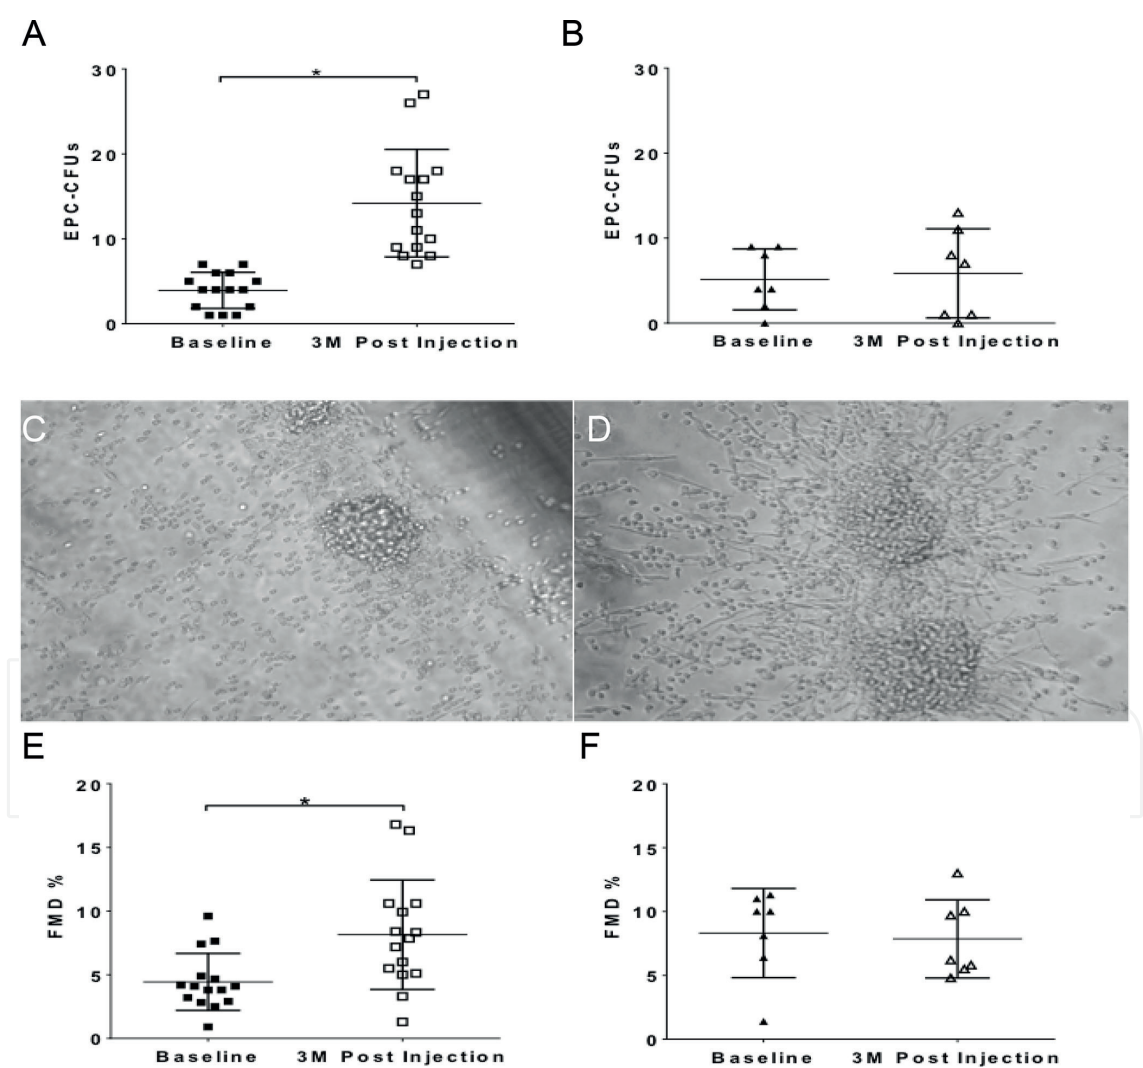 A
B
30
20
10
0
EPC-CFUs
*
Baseline 3M Post Injection
30
20
10
0
EPC-CFUs
Baseline 3M Post Injection
C
D
E
F
20
15
10
5
0
FMD %
*
Baseline 3M Post Injection
20
15
10
5
0
FMD %
Baseline 3M Post Injection